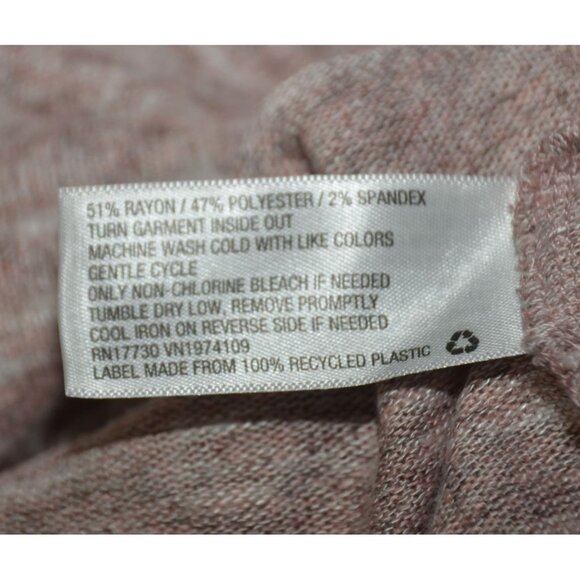 51% RAYON / 47% POLYESTER / 2% SPANDEX
TURN GARMENT INSIDE OUT
MACHINE WASH COLD WITH LIKE COLORS
GENTLE CYCLE
ONLY NON-CHLORINE BLEACH IF NEEDED
TUMBLE DRY LOW, REMOVE PROMPTLY
COOL IRON ON REVERSE SIDE IF NEEDED
RN17730 VN1974109
LABEL MADE FROM 100% RECYCLED PLASTIC